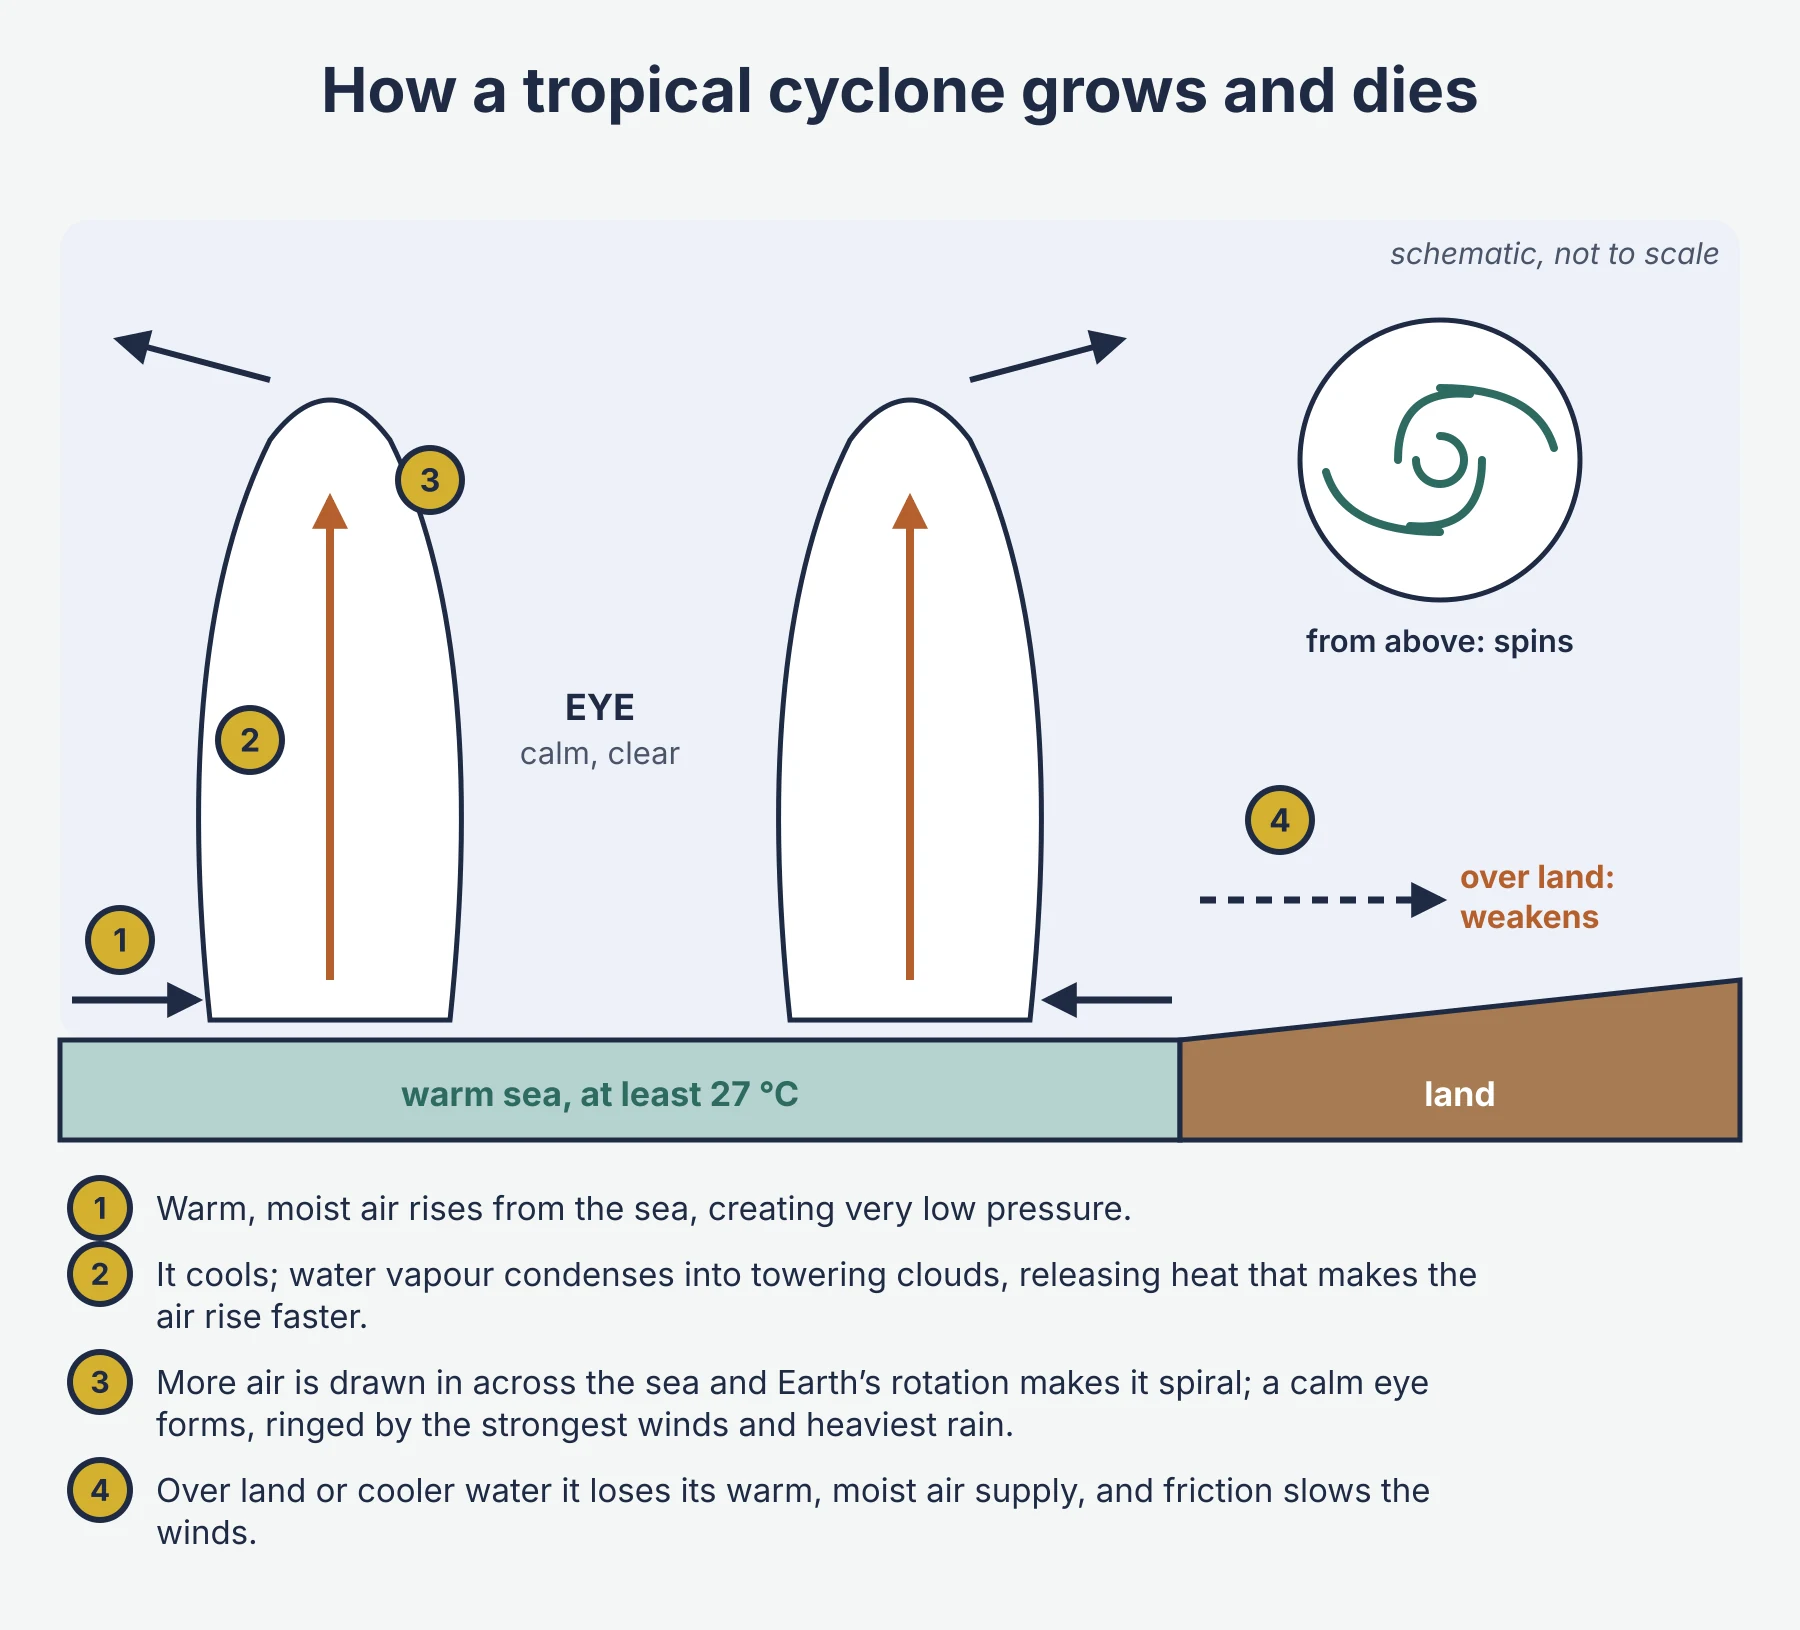 How a tropical cyclone grows and dies
schematic, not to scale
3
from above: spins
EYE
calm, clear
2
4
over land:
weakens
1
warm sea, at least 27 °C
land
1 Warm, moist air rises from the sea, creating very low pressure.
2 It cools; water vapour condenses into towering clouds, releasing heat that makes the
air rise faster.
3 More air is drawn in across the sea and Earth’s rotation makes it spiral; a calm eye
forms, ringed by the strongest winds and heaviest rain.
4 Over land or cooler water it loses its warm, moist air supply, and friction slows the
winds.